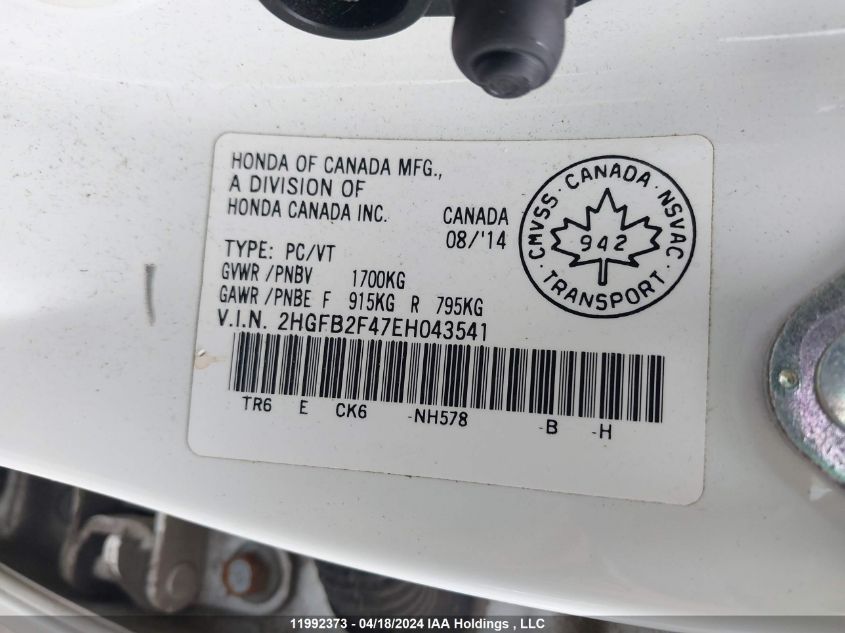 HONDA OF CANADA MFG.,
A DIVISION OF
HONDA CANADA INC.
CANADA
08/'14
TYPE: PC/VT
GVWR/PNBV 1700KG
GAWR/PNBE F 915KG R 795KG
V.I.N. 2HGFB2F47EH043541
TR6 E CK6 -NH578 -B -H
CMVSS · CANADA · NSVAC
942
· TRANSPORT ·
11992373 - 04/18/2024 IAA Holdings , LLC